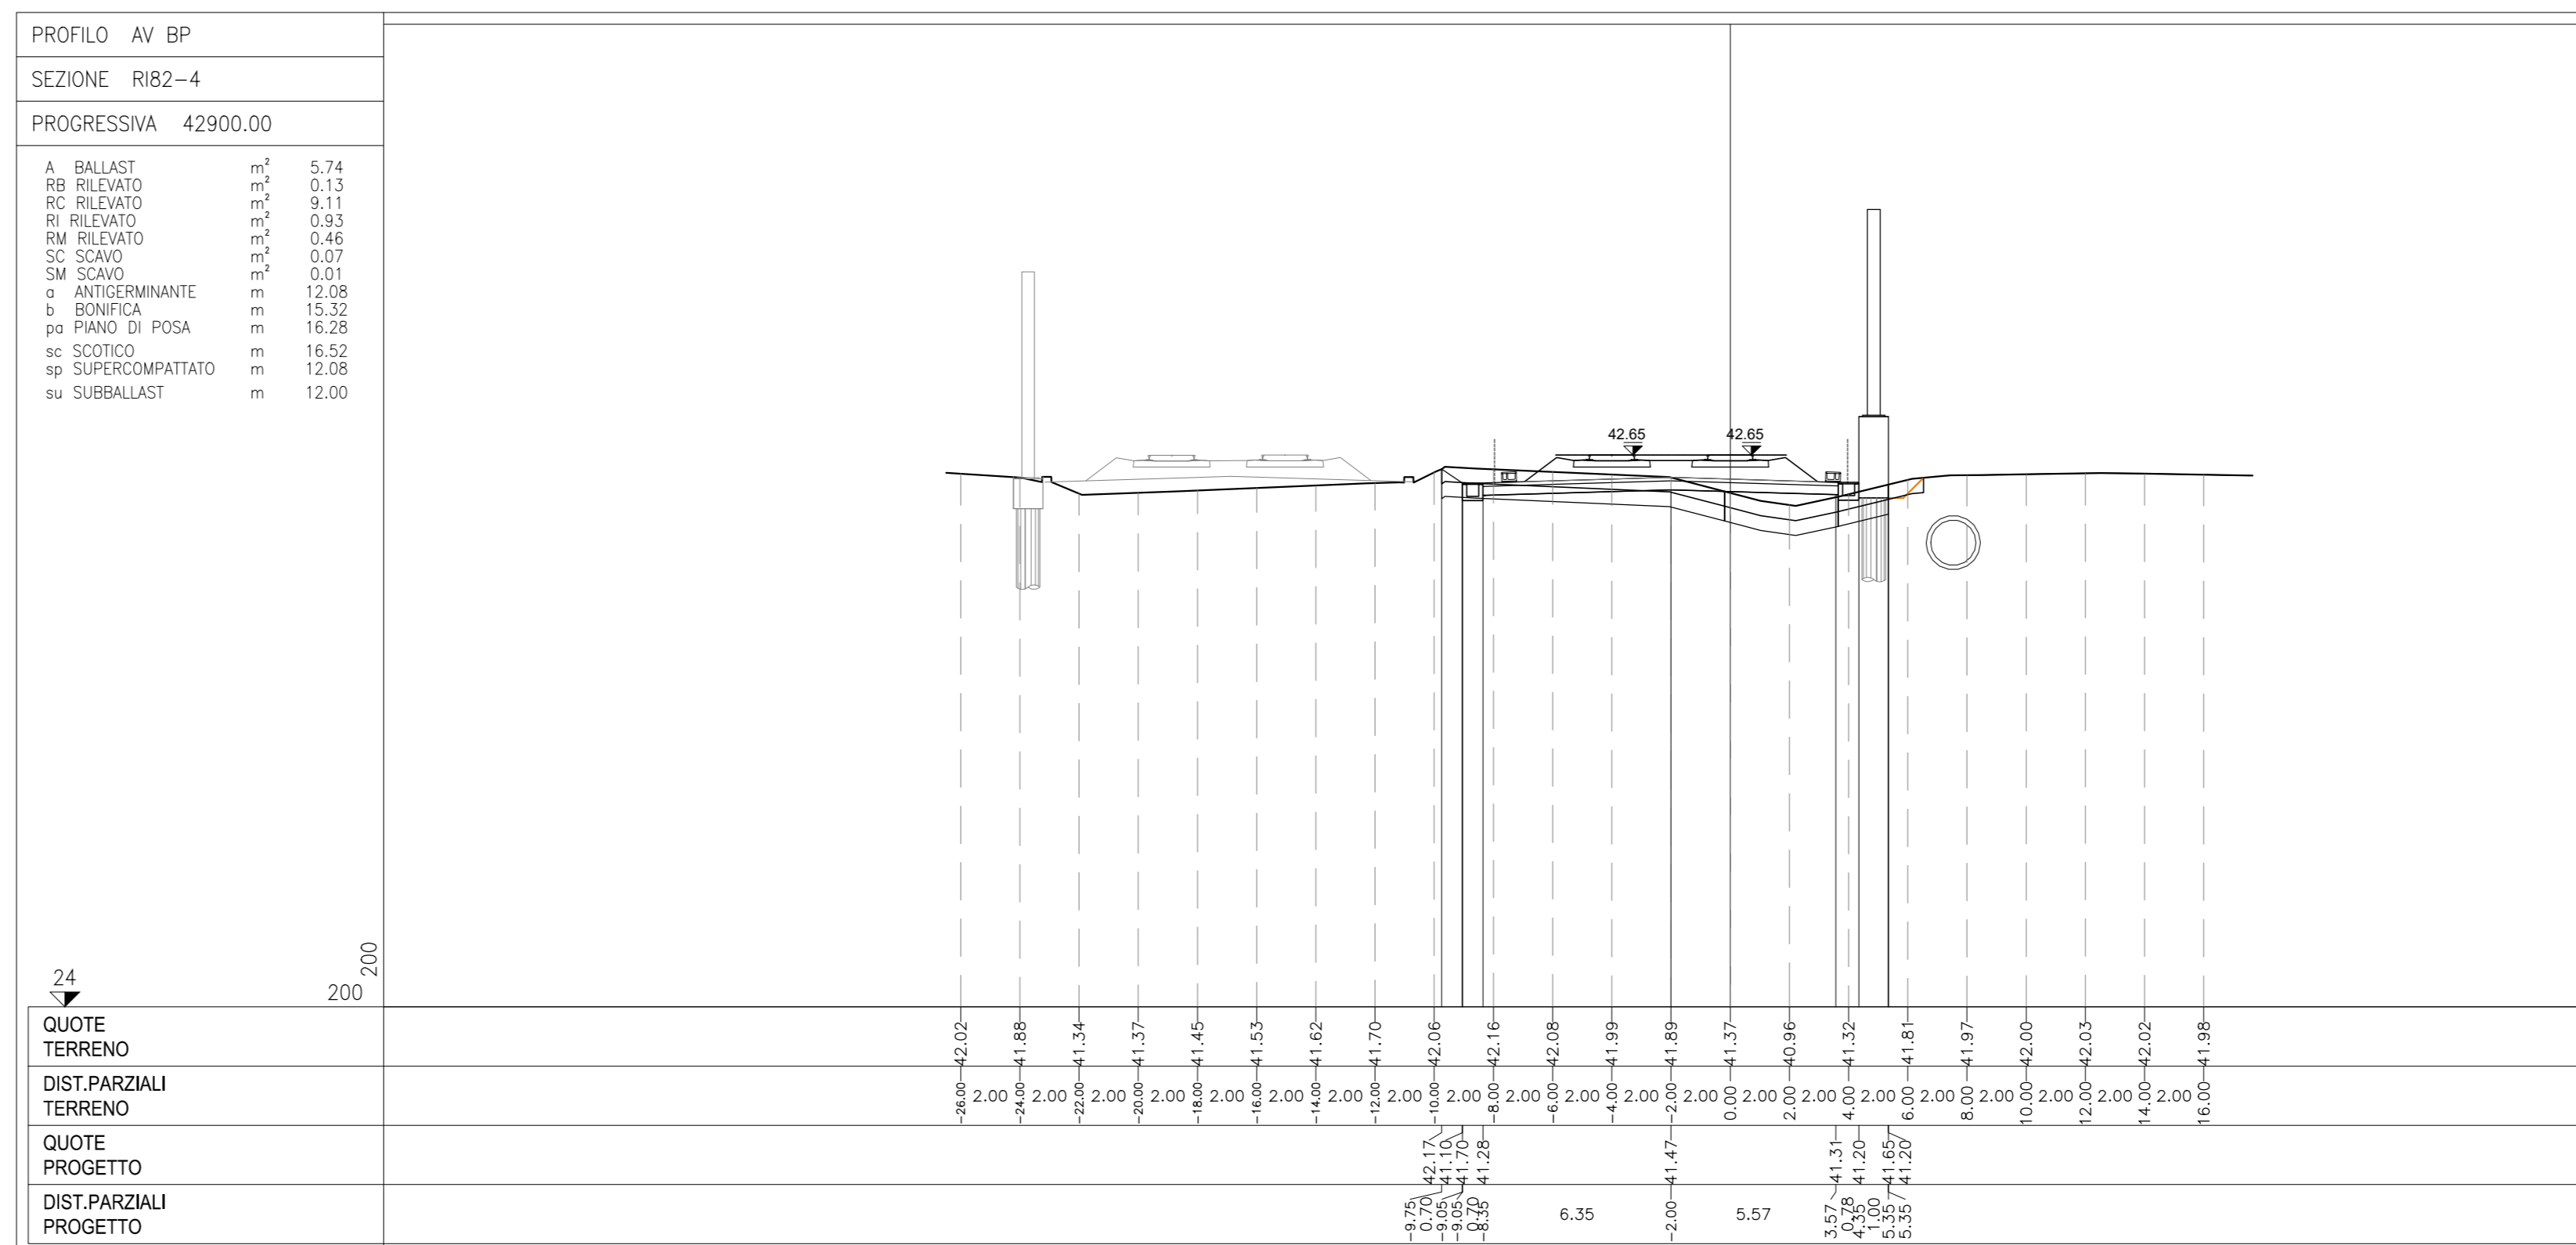 PROFILO AV BP
SEZIONE RI82-4
PROGRESSIVA 42900.00
A BALLAST m² 5.74
RB RILEVATO m² 0.13
RC RILEVATO m² 9.11
RI RILEVATO m² 0.93
RM RILEVATO m² 0.46
SC SCAVO m² 0.07
SM SCAVO m² 0.01
a ANTIGERMINANTE m 12.08
b BONIFICA m 15.32
pa PIANO DI POSA m 16.28
sc SCOTICO m 16.52
sp SUPERCOMPATTATO m 12.08
su SUBBALLAST m 12.00
42.65 42.65
24
200
200
QUOTE
TERRENO
42.02 41.88 41.34 41.37 41.45 41.53 41.62 41.70 42.06 42.16 42.08 41.99 41.89 41.37 40.96 41.32 41.81 41.97 42.00 42.03 42.02 41.98
DIST.PARZIALI
TERRENO
-26.00 2.00 -24.00 2.00 -22.00 2.00 -20.00 2.00 -18.00 2.00 -16.00 2.00 -14.00 2.00 -12.00 2.00 -10.00 2.00 -8.00 2.00 -6.00 2.00 -4.00 2.00 -2.00 2.00 0.00 2.00 2.00 2.00 4.00 2.00 6.00 2.00 8.00 2.00 10.00 2.00 12.00 2.00 14.00 2.00 16.00
QUOTE
PROGETTO
42.17 41.10 41.70 41.28 41.47 41.31 41.20 41.65 41.20
DIST.PARZIALI
PROGETTO
-9.75 0.70 -9.05 -9.05 0.70 -8.35 6.35 -2.00 5.57 3.57 0.78 4.35 1.00 5.35 5.35